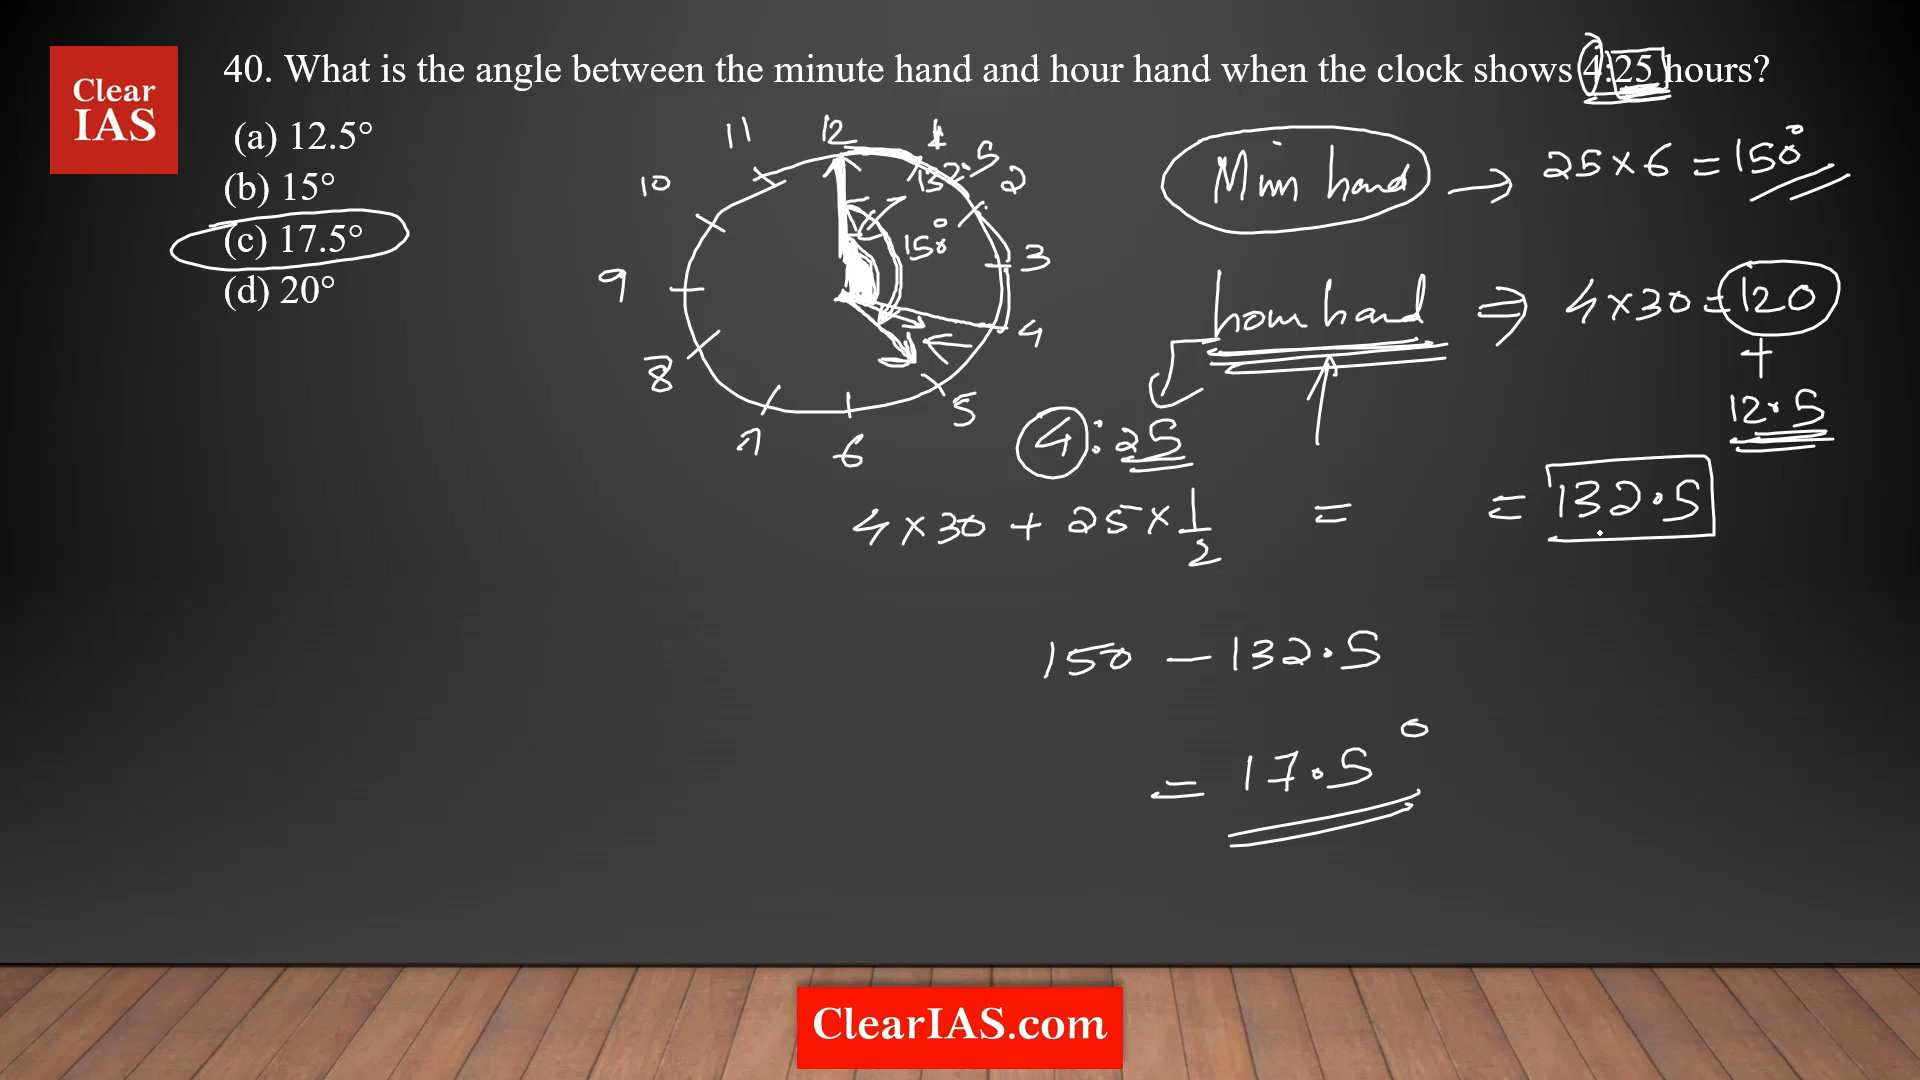 Clear
IAS
40. What is the angle between the minute hand and hour hand when the clock shows 4:25 hours?
(a) 12.5°
(b) 15°
(c) 17.5°
(d) 20°
12
1
2
3
4
5
6
7
8
9
10
11
132.5
150°
Min hand → 25 × 6 = 150°
hour hand ⇒ 4 × 30 = 120
+
12.5
= 132.5
4 : 25
4 × 30 + 25 × 1/2 =
150 – 132.5
= 17.5°
ClearIAS.com